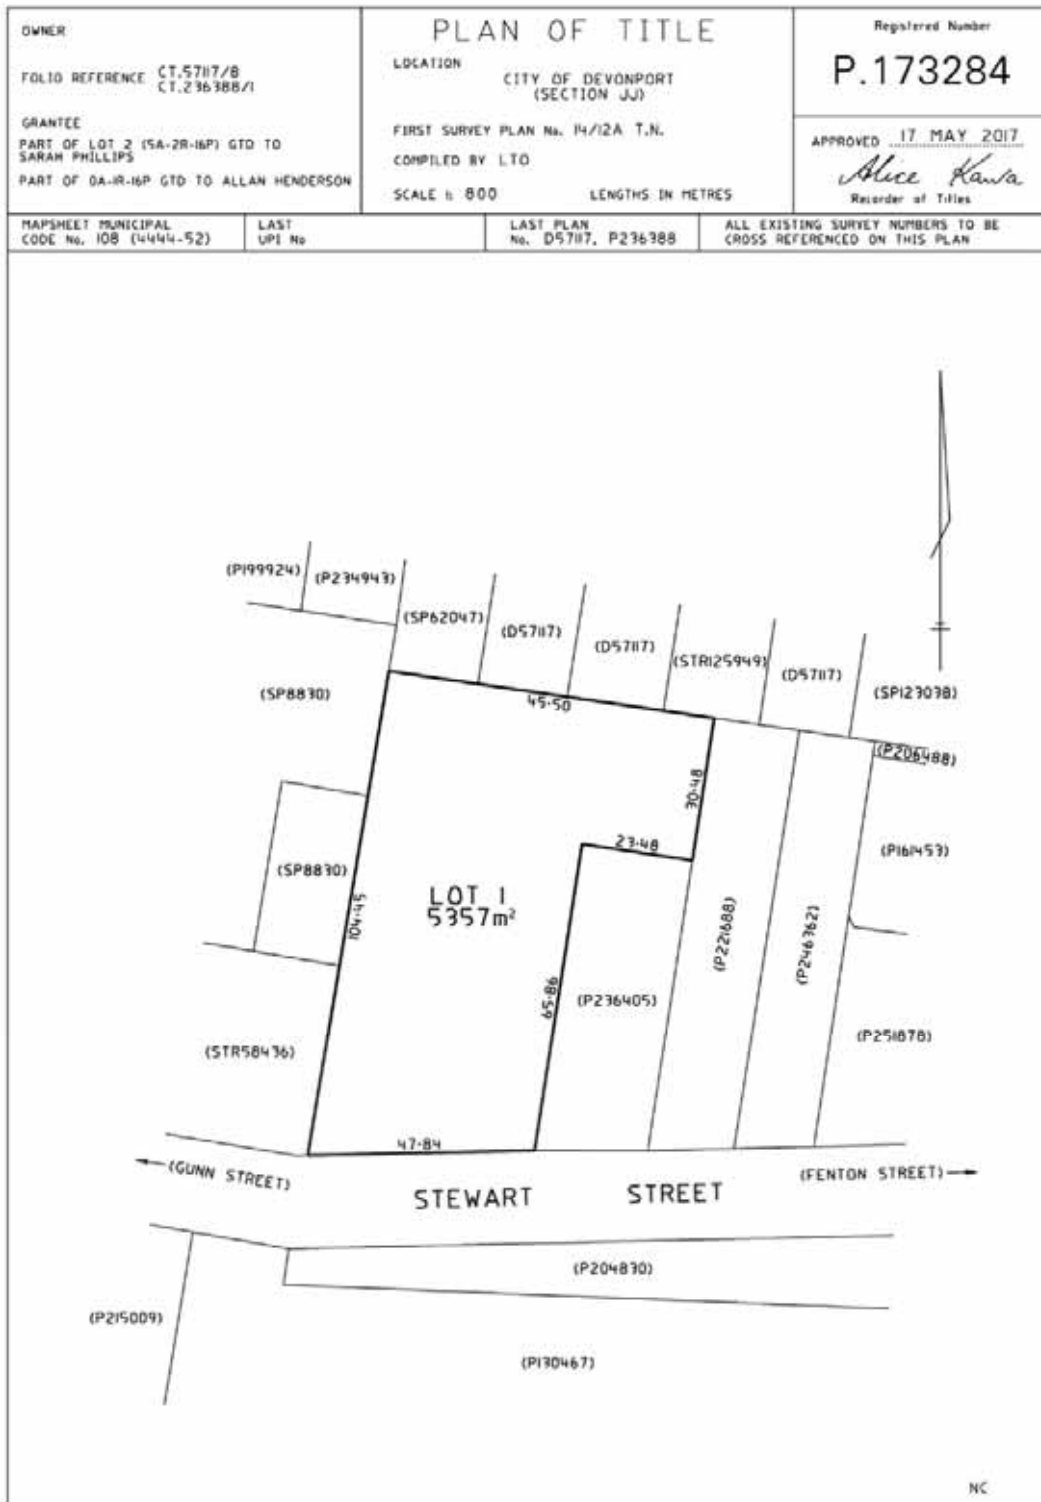 OWNER
FOLIO REFERENCE CT.57117/8
CT.236388/1
GRANTEE
PART OF LOT 2 (5A-2R-16P) GTD TO
SARAH PHILLIPS
PART OF 0A-1R-16P GTD TO ALLAN HENDERSON
PLAN OF TITLE
LOCATION
CITY OF DEVONPORT
(SECTION JJ)
FIRST SURVEY PLAN No. 14/12A T.N.
COMPILED BY LTO
SCALE 1: 800 LENGTHS IN METRES
Registered Number
P.173284
APPROVED 17 MAY 2017
Alice Kawa
Recorder of Titles
MAPSHEET MUNICIPAL
CODE No. 108 (4444-52)
LAST
UPI No
LAST PLAN
No. D57117, P236388
ALL EXISTING SURVEY NUMBERS TO BE
CROSS REFERENCED ON THIS PLAN
(P199924)
(P234943)
(SP62047)
(D57117)
(D57117)
(STR125949)
(D57117)
(SP123038)
(SP8830)
45·50
(P206488)
30·48
23·48
(P161453)
(SP8830)
LOT 1
5357m²
104·45
(P221688)
(P246362)
65·86
(P236405)
(P251878)
(STR58436)
47·84
(GUNN STREET)
(FENTON STREET)
STEWART STREET
(P204830)
(P215009)
(P130467)
NC